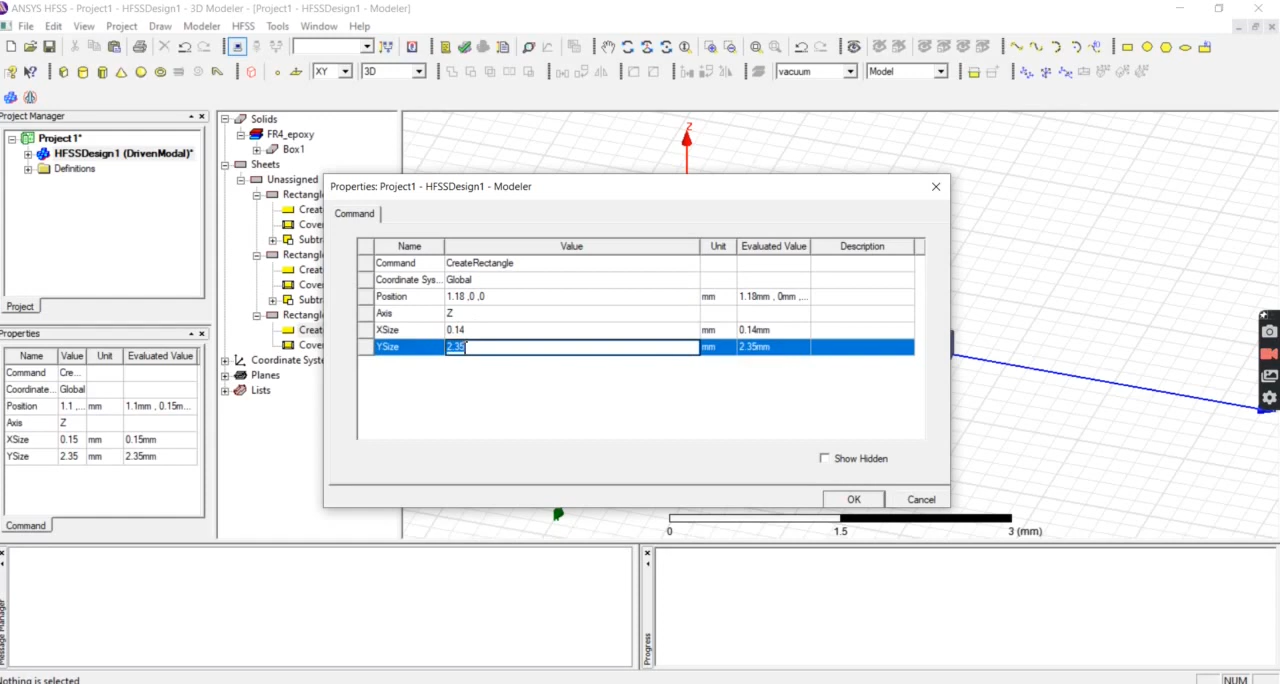 ANSYS HFSS - Project1 - HFSSDesign1 - 3D Modeler - [Project1 - HFSSDesign1 - Modeler]
File Edit View Project Draw Modeler HFSS Tools Window Help
XY 3D vacuum Model
Project Manager
Project1*
HFSSDesign1 (DrivenModal)*
Definitions
Project
Properties
Name Value Unit Evaluated Value
Command Cre...
Coordinate... Global
Position 1.1 ,... mm 1.1mm , 0.15m...
Axis Z
XSize 0.15 mm 0.15mm
YSize 2.35 mm 2.35mm
Command
Solids
FR4_epoxy
Box1
Sheets
Unassigned
Rectangle
Creat
Cover
Subtr
Rectangle
Creat
Cover
Subtr
Rectangle
Creat
Cover
Coordinate Syste
Planes
Lists
Z
Properties: Project1 - HFSSDesign1 - Modeler
Command
Name Value Unit Evaluated Value Description
Command CreateRectangle
Coordinate Sys... Global
Position 1.18 ,0 ,0 mm 1.18mm , 0mm ,...
Axis Z
XSize 0.14 mm 0.14mm
YSize 2.35 mm 2.35mm
Show Hidden
OK Cancel
0 1.5 3 (mm)
Message Manager
Progress
Nothing is selected
NUM